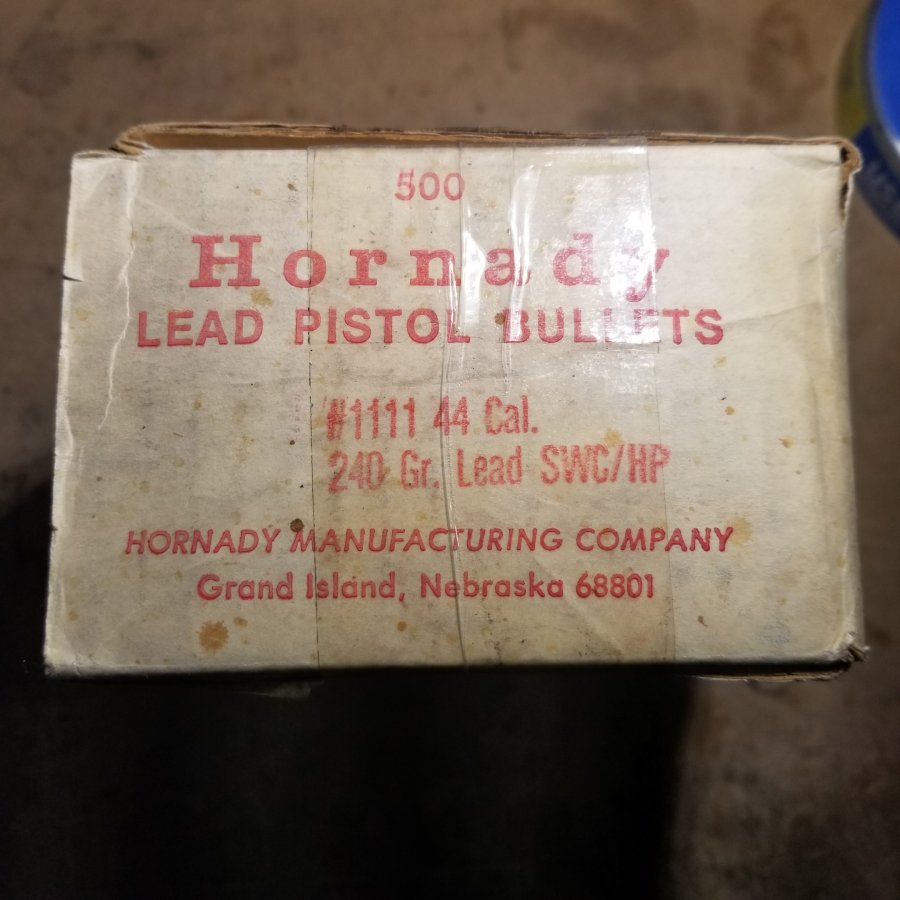 500
Hornady
LEAD PISTOL BULLETS
#1111 44 Cal.
240 Gr. Lead SWC/HP
HORNADY MANUFACTURING COMPANY
Grand Island, Nebraska 68801